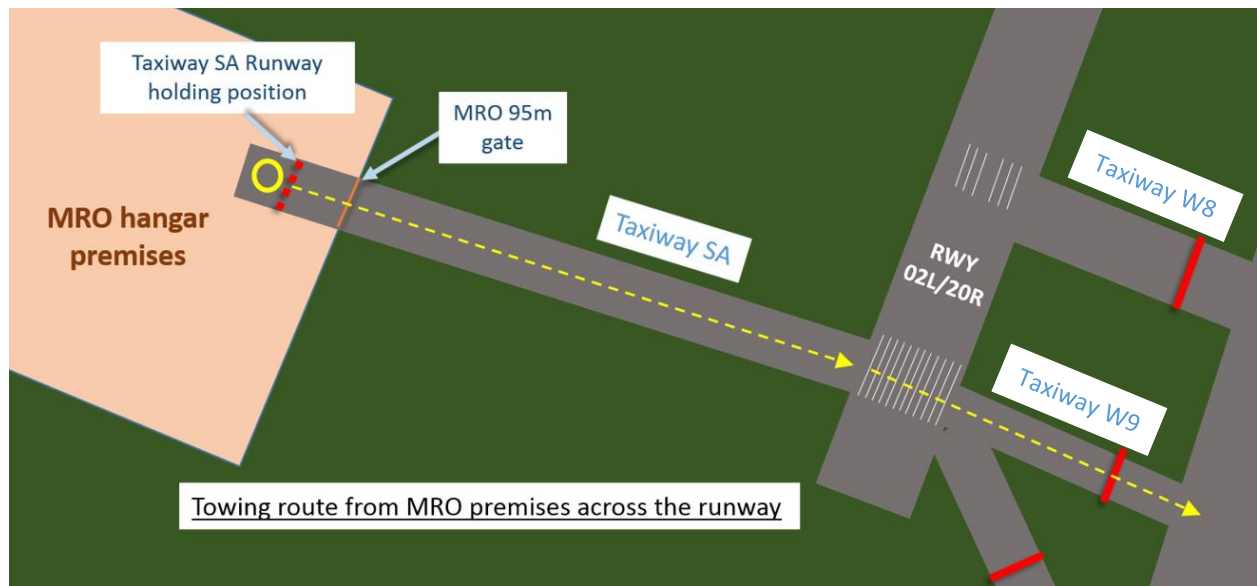 Taxiway SA Runway
holding position
MRO 95m
gate
MRO hangar
premises
Taxiway SA
RWY
02L/20R
Taxiway W8
Taxiway W9
Towing route from MRO premises across the runway